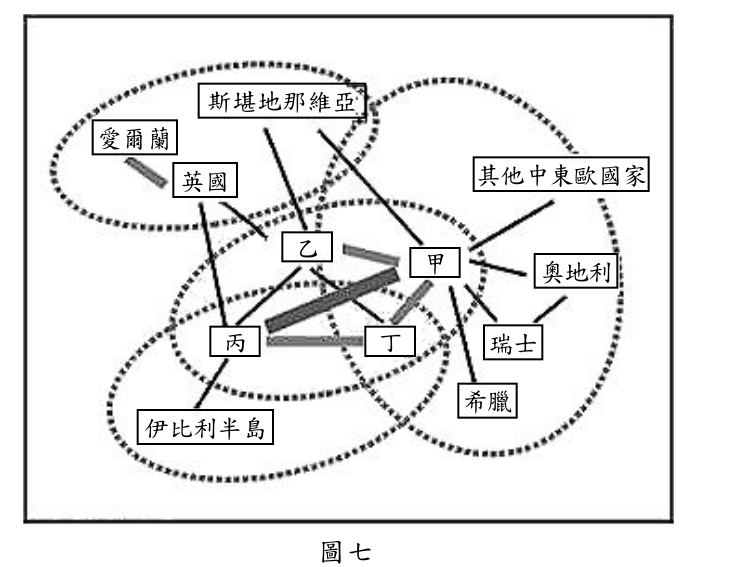 斯堪地那維亞
愛爾蘭
英國
其他中東歐國家
乙
甲
奧地利
丙
丁
瑞士
希臘
伊比利半島
圖七